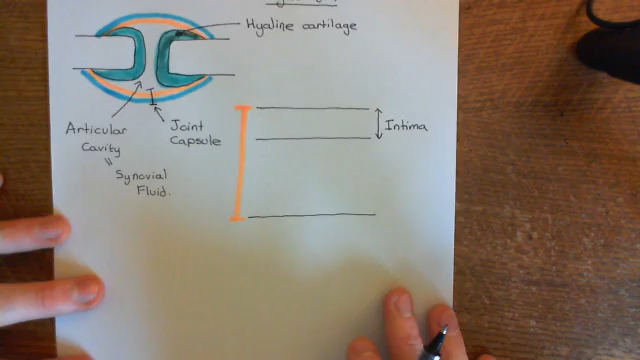 Hyaline cartilage
Articular
Cavity
=
Synovial
Fluid.
Joint
Capsule
Intima